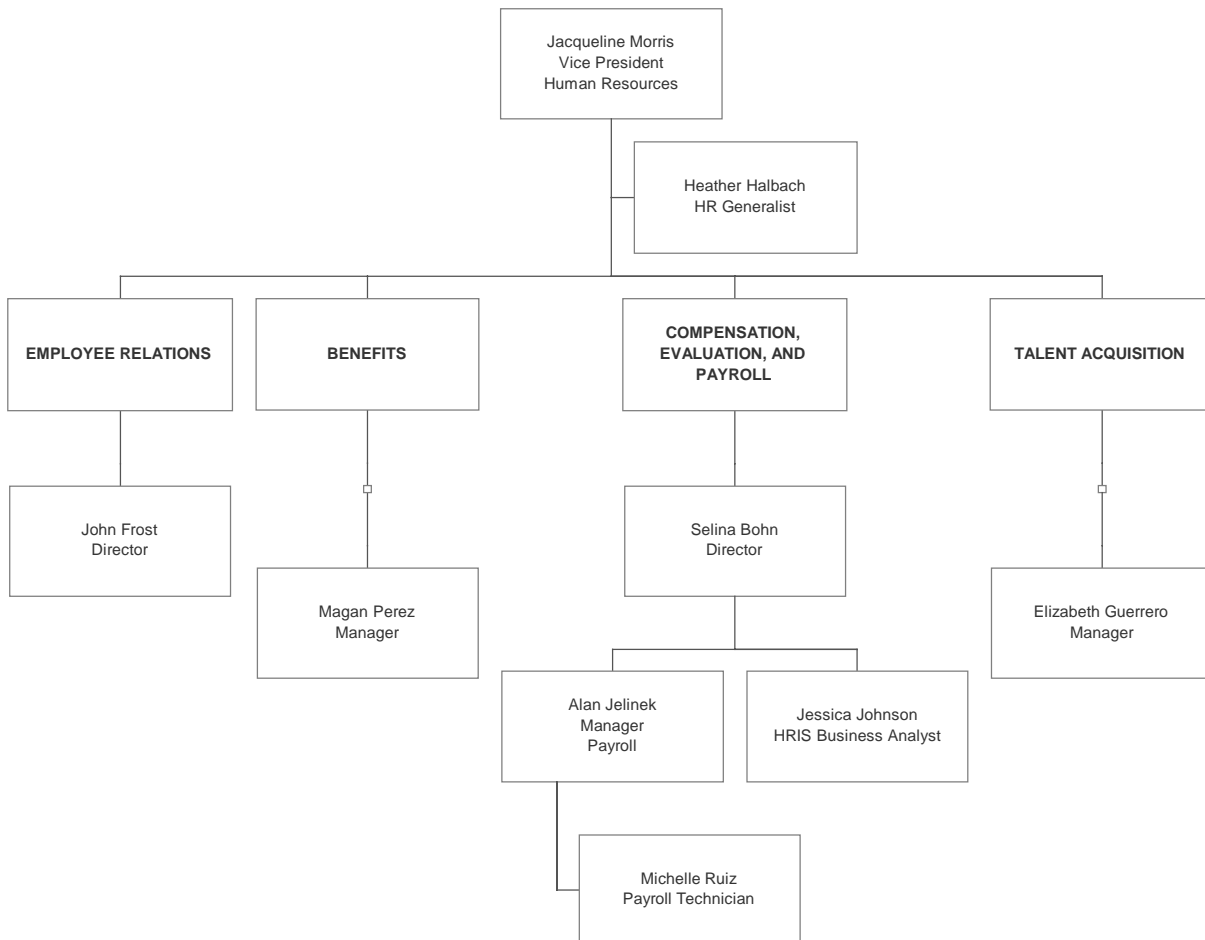 Jacqueline Morris
Vice President
Human Resources
Heather Halbach
HR Generalist
EMPLOYEE RELATIONS
BENEFITS
COMPENSATION,
EVALUATION, AND
PAYROLL
TALENT ACQUISITION
John Frost
Director
Magan Perez
Manager
Selina Bohn
Director
Elizabeth Guerrero
Manager
Alan Jelinek
Manager
Payroll
Jessica Johnson
HRIS Business Analyst
Michelle Ruiz
Payroll Technician